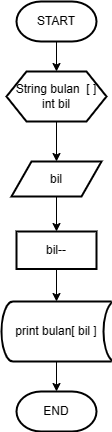 START
String bulan [ ]
int bil
bil
bil--
print bulan[ bil ]
END